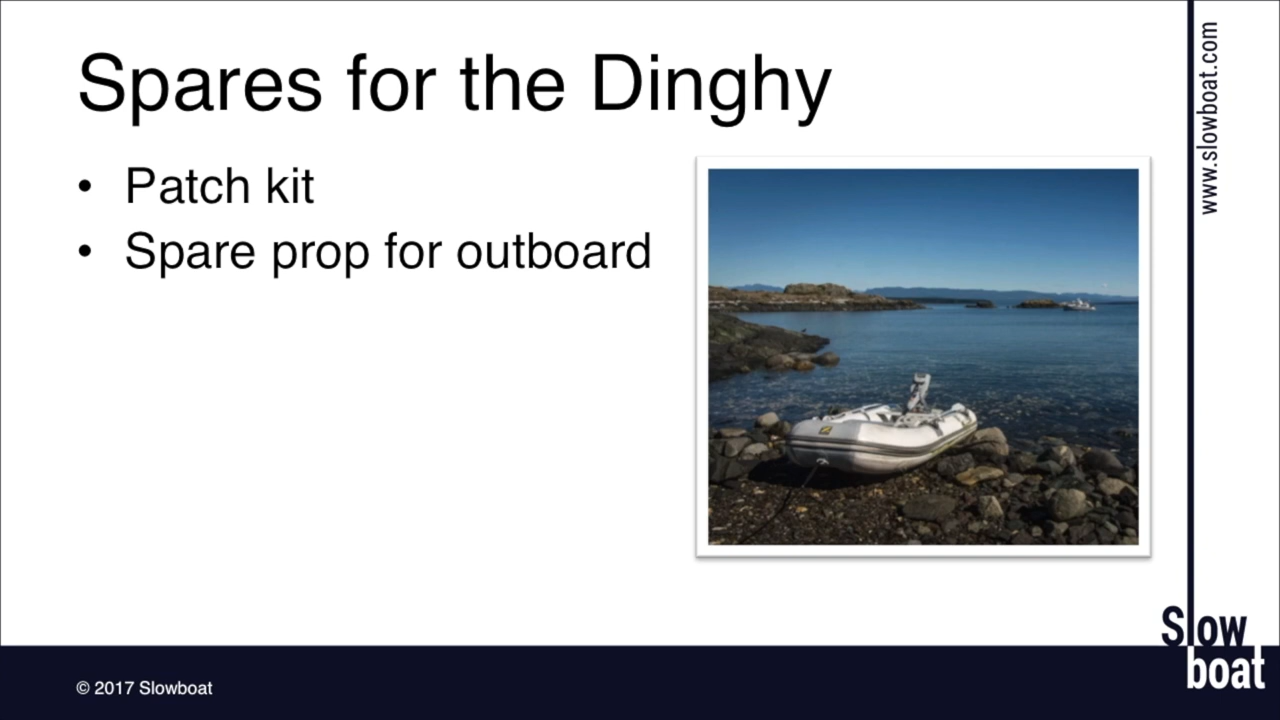 Spares for the Dinghy
• Patch kit
• Spare prop for outboard
www.slowboat.com
Slow
boat
© 2017 Slowboat